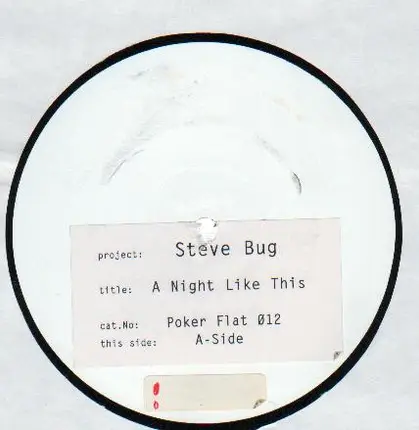 project: Steve Bug
title: A Night Like This
cat.No: Poker Flat Ø12
this side: A-Side